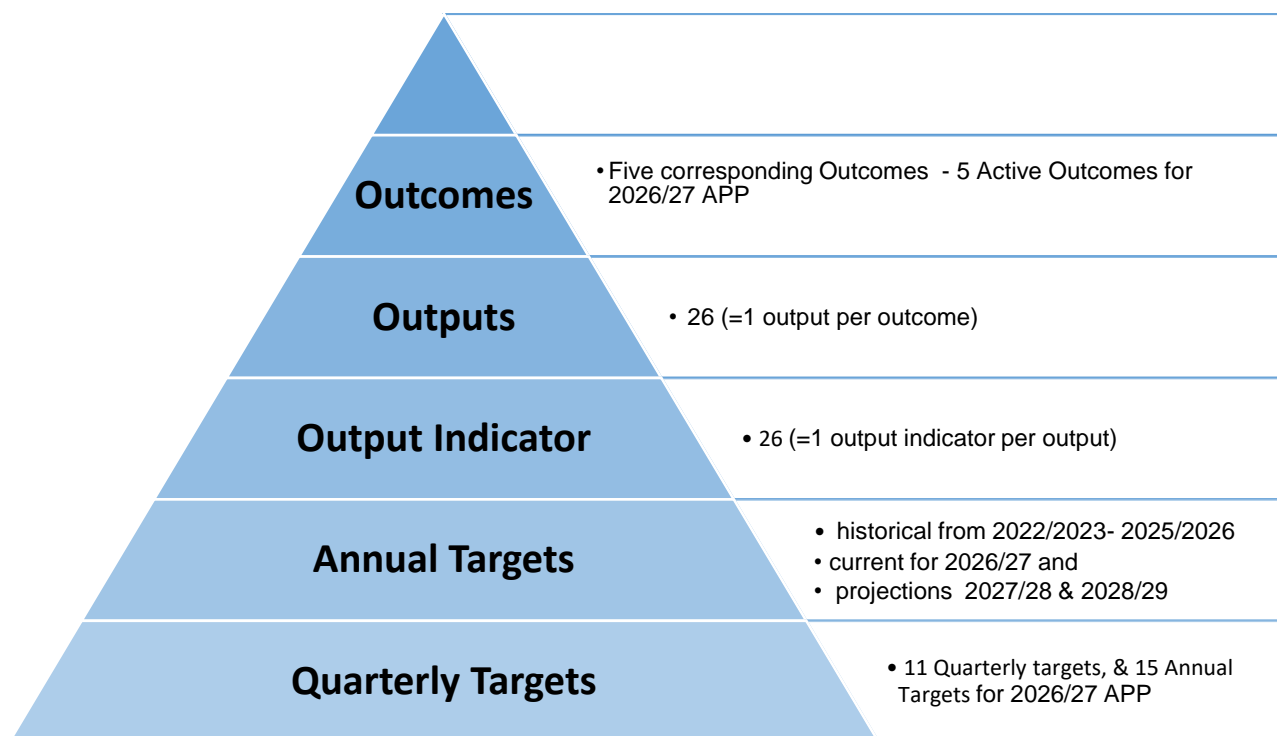 Outcomes
• Five corresponding Outcomes - 5 Active Outcomes for
2026/27 APP
Outputs
• 26 (=1 output per outcome)
Output Indicator
• 26 (=1 output indicator per output)
Annual Targets
• historical from 2022/2023- 2025/2026
• current for 2026/27 and
• projections 2027/28 & 2028/29
Quarterly Targets
• 11 Quarterly targets, & 15 Annual
Targets for 2026/27 APP